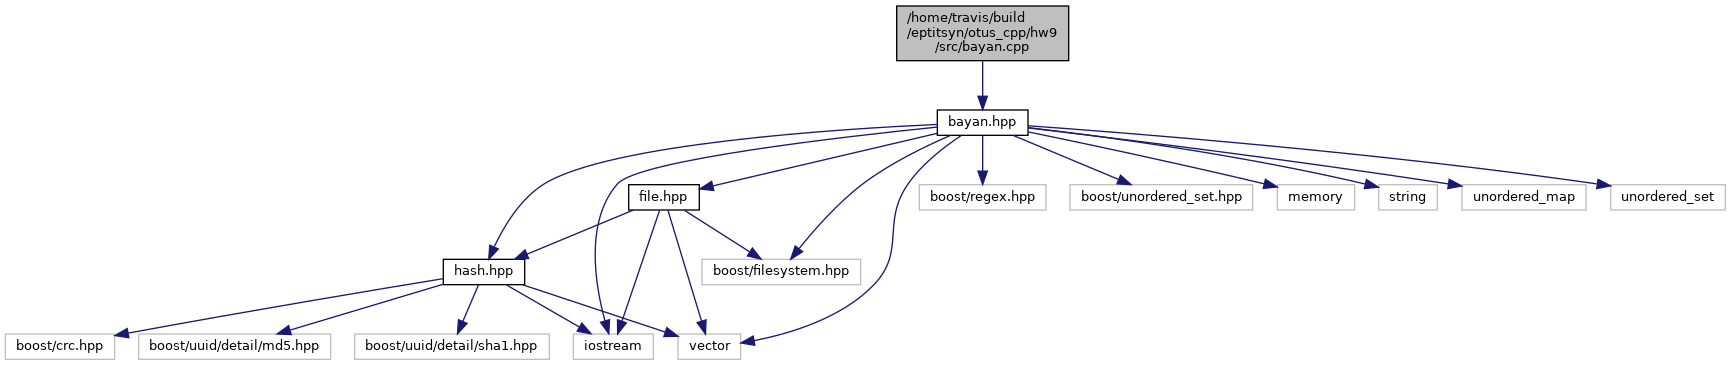 /home/travis/build
/eptitsyn/otus_cpp/hw9
/src/bayan.cpp
bayan.hpp
file.hpp
boost/regex.hpp
boost/unordered_set.hpp
memory
string
unordered_map
unordered_set
hash.hpp
boost/filesystem.hpp
boost/crc.hpp
boost/uuid/detail/md5.hpp
boost/uuid/detail/sha1.hpp
iostream
vector